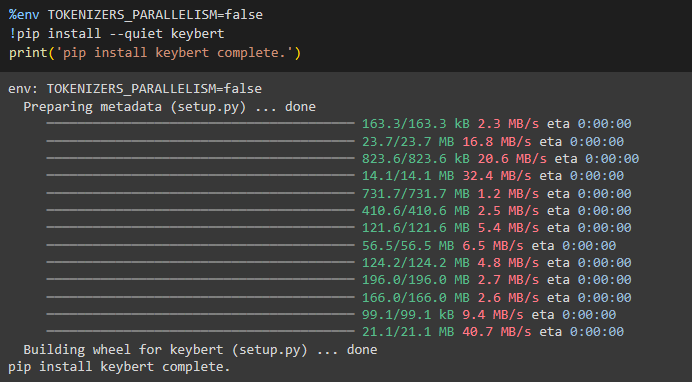 %env TOKENIZERS_PARALLELISM=false
!pip install --quiet keybert
print('pip install keybert complete.')
env: TOKENIZERS_PARALLELISM=false
Preparing metadata (setup.py) ... done
163.3/163.3 kB 2.3 MB/s eta 0:00:00
23.7/23.7 MB 16.8 MB/s eta 0:00:00
823.6/823.6 kB 20.6 MB/s eta 0:00:00
14.1/14.1 MB 32.4 MB/s eta 0:00:00
731.7/731.7 MB 1.2 MB/s eta 0:00:00
410.6/410.6 MB 2.5 MB/s eta 0:00:00
121.6/121.6 MB 5.4 MB/s eta 0:00:00
56.5/56.5 MB 6.5 MB/s eta 0:00:00
124.2/124.2 MB 4.8 MB/s eta 0:00:00
196.0/196.0 MB 2.7 MB/s eta 0:00:00
166.0/166.0 MB 2.6 MB/s eta 0:00:00
99.1/99.1 kB 9.4 MB/s eta 0:00:00
21.1/21.1 MB 40.7 MB/s eta 0:00:00
Building wheel for keybert (setup.py) ... done
pip install keybert complete.